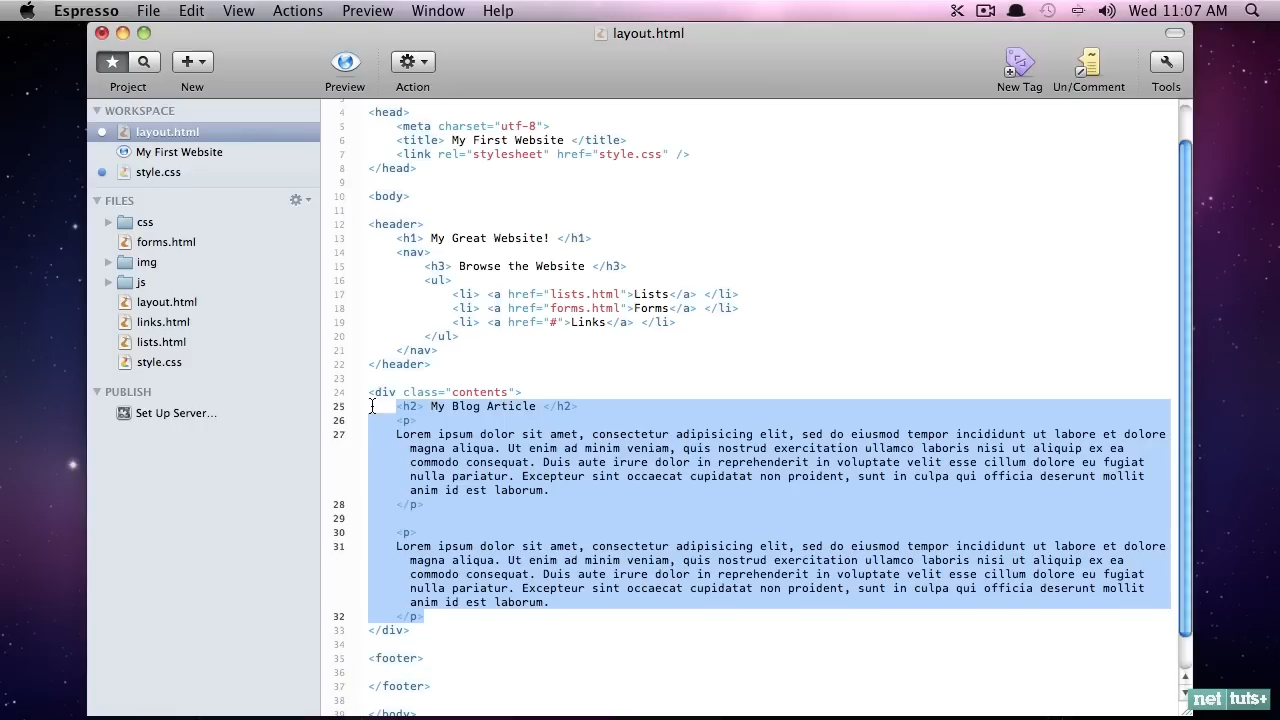 Espresso File Edit View Actions Preview Window Help Wed 11:07 AM
layout.html
Project New Preview Action New Tag Un/Comment Tools
WORKSPACE
layout.html
My First Website
style.css
FILES
css
forms.html
img
js
layout.html
links.html
lists.html
style.css
PUBLISH
Set Up Server...
4 <head>
5 <meta charset="utf-8">
6 <title> My First Website </title>
7 <link rel="stylesheet" href="style.css" />
8 </head>
9
10 <body>
11
12 <header>
13 <h1> My Great Website! </h1>
14 <nav>
15 <h3> Browse the Website </h3>
16 <ul>
17 <li> <a href="lists.html">Lists</a> </li>
18 <li> <a href="forms.html">Forms</a> </li>
19 <li> <a href="#">Links</a> </li>
20 </ul>
21 </nav>
22 </header>
23
24 <div class="contents">
25 <h2> My Blog Article </h2>
26 <p>
27 Lorem ipsum dolor sit amet, consectetur adipisicing elit, sed do eiusmod tempor incididunt ut labore et dolore
magna aliqua. Ut enim ad minim veniam, quis nostrud exercitation ullamco laboris nisi ut aliquip ex ea
commodo consequat. Duis aute irure dolor in reprehenderit in voluptate velit esse cillum dolore eu fugiat
nulla pariatur. Excepteur sint occaecat cupidatat non proident, sunt in culpa qui officia deserunt mollit
anim id est laborum.
28 </p>
29
30 <p>
31 Lorem ipsum dolor sit amet, consectetur adipisicing elit, sed do eiusmod tempor incididunt ut labore et dolore
magna aliqua. Ut enim ad minim veniam, quis nostrud exercitation ullamco laboris nisi ut aliquip ex ea
commodo consequat. Duis aute irure dolor in reprehenderit in voluptate velit esse cillum dolore eu fugiat
nulla pariatur. Excepteur sint occaecat cupidatat non proident, sunt in culpa qui officia deserunt mollit
anim id est laborum.
32 </p>
33 </div>
34
35 <footer>
36
37 </footer>
38
39 </body>
net tuts+